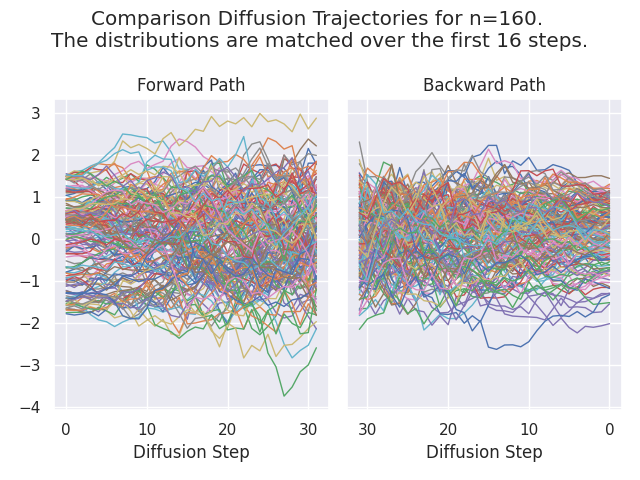 Comparison Diffusion Trajectories for n=160.
The distributions are matched over the first 16 steps.
Forward Path
Backward Path
3
2
1
0
−1
−2
−3
−4
0 10 20 30
30 20 10 0
Diffusion Step
Diffusion Step